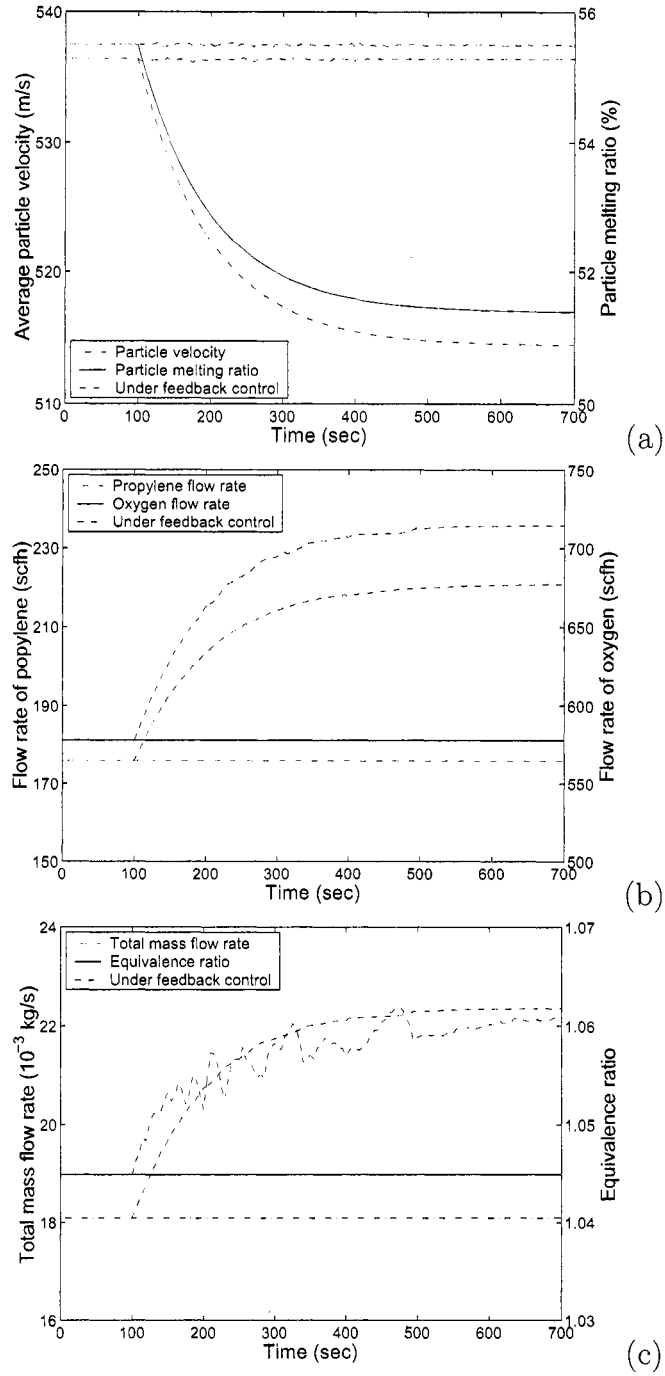 540
530
520
510
Average particle velocity (m/s)
56
54
52
50
Particle melting ratio (%)
Particle velocity
Particle melting ratio
Under feedback control
0 100 200 300 400 500 600 700
Time (sec)
(a)
250
230
210
190
170
150
Flow rate of popylene (scfh)
750
700
650
600
550
500
Flow rate of oxygen (scfh)
Propylene flow rate
Oxygen flow rate
Under feedback control
0 100 200 300 400 500 600 700
Time (sec)
(b)
24
22
20
18
16
Total mass flow rate (10⁻³ kg/s)
1.07
1.06
1.05
1.04
1.03
Equivalence ratio
Total mass flow rate
Equivalence ratio
Under feedback control
0 100 200 300 400 500 600 700
Time (sec)
(c)